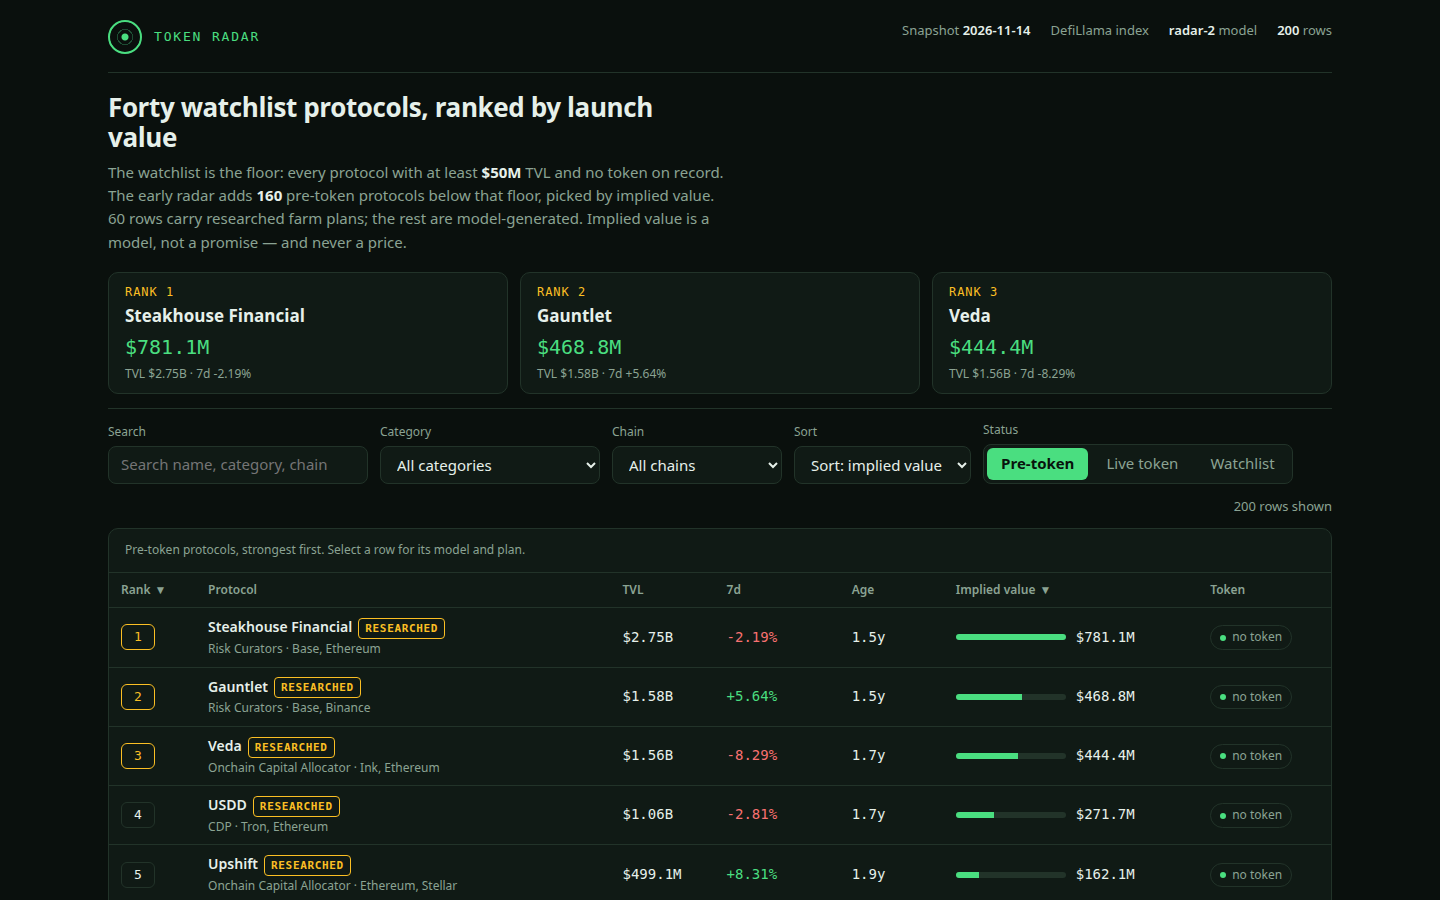 TOKEN RADAR
Snapshot 2026-11-14 DefiLlama index radar-2 model 200 rows
Forty watchlist protocols, ranked by launch
value
The watchlist is the floor: every protocol with at least $50M TVL and no token on record.
The early radar adds 160 pre-token protocols below that floor, picked by implied value.
60 rows carry researched farm plans; the rest are model-generated. Implied value is a
model, not a promise — and never a price.
RANK 1
Steakhouse Financial
$781.1M
TVL $2.75B · 7d -2.19%
RANK 2
Gauntlet
$468.8M
TVL $1.58B · 7d +5.64%
RANK 3
Veda
$444.4M
TVL $1.56B · 7d -8.29%
Search Category Chain Sort Status
Search name, category, chain All categories All chains Sort: implied value Pre-token Live token Watchlist
200 rows shown
Pre-token protocols, strongest first. Select a row for its model and plan.
Rank ▼ Protocol TVL 7d Age Implied value ▼ Token
1 Steakhouse Financial RESEARCHED $2.75B -2.19% 1.5y $781.1M no token
Risk Curators · Base, Ethereum
2 Gauntlet RESEARCHED $1.58B +5.64% 1.5y $468.8M no token
Risk Curators · Base, Binance
3 Veda RESEARCHED $1.56B -8.29% 1.7y $444.4M no token
Onchain Capital Allocator · Ink, Ethereum
4 USDD RESEARCHED $1.06B -2.81% 1.7y $271.7M no token
CDP · Tron, Ethereum
5 Upshift RESEARCHED $499.1M +8.31% 1.9y $162.1M no token
Onchain Capital Allocator · Ethereum, Stellar